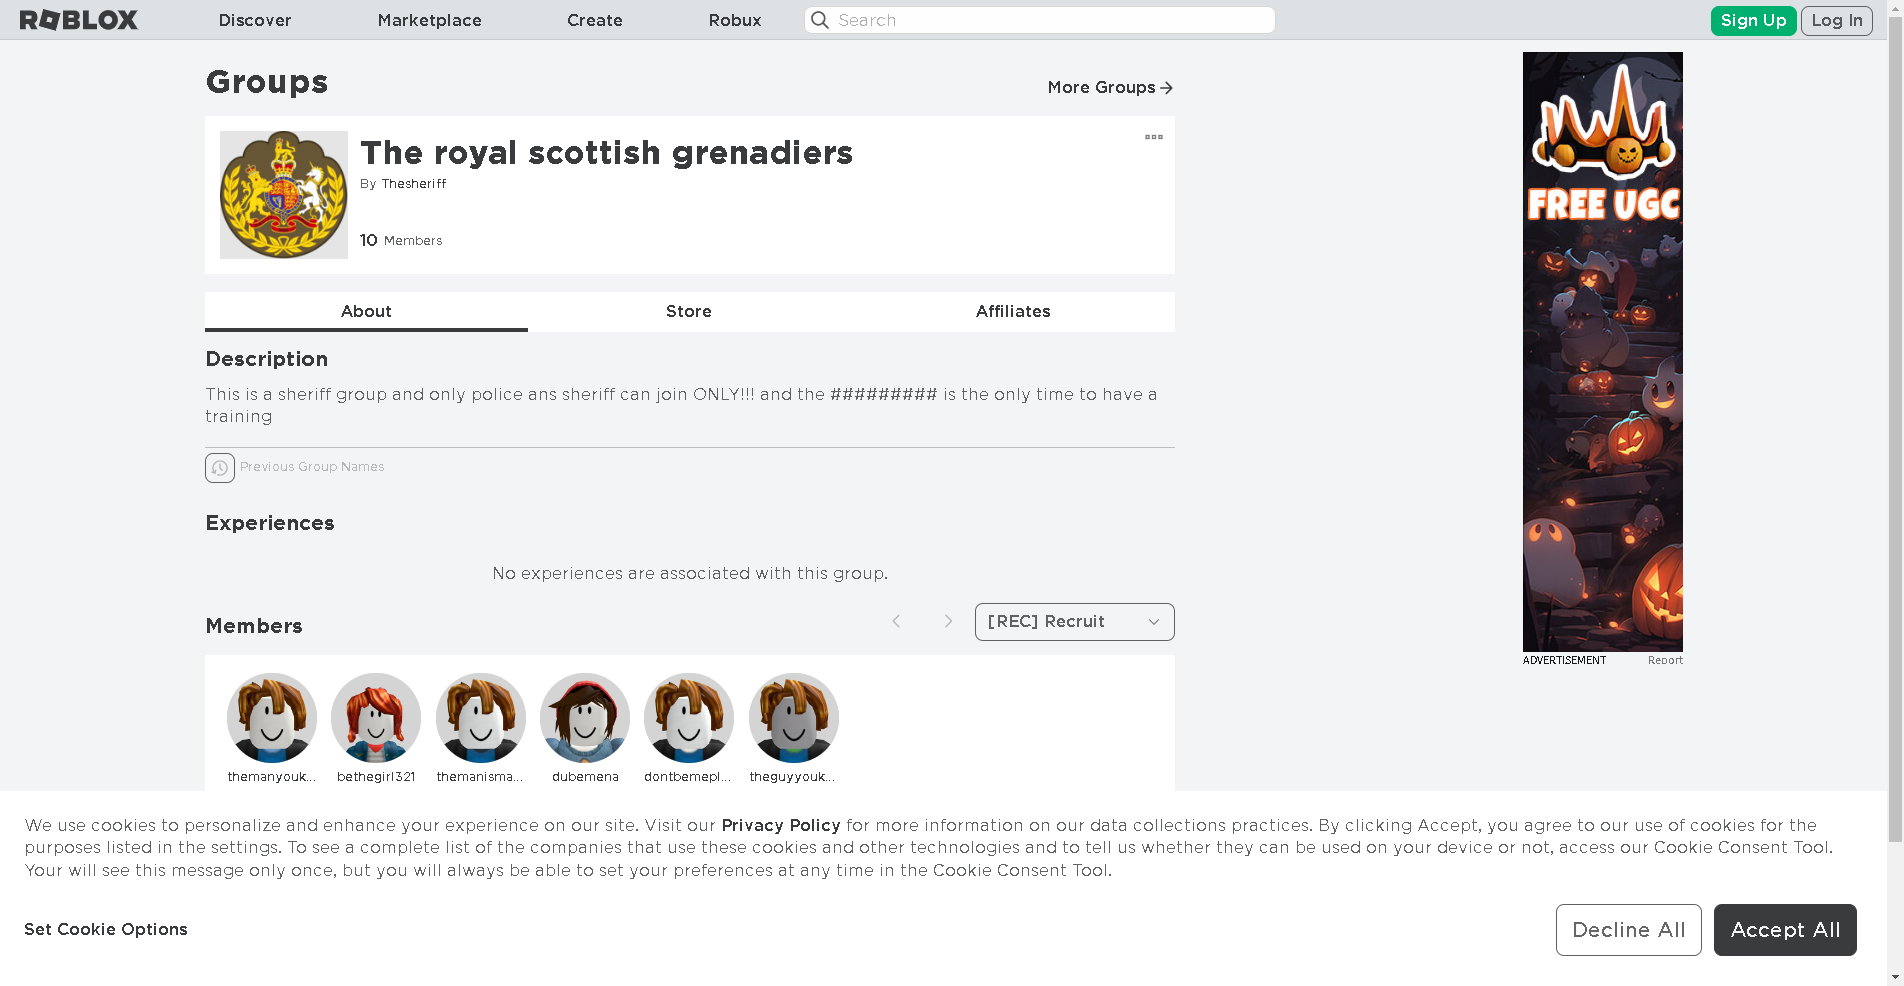 ROBLOX Discover Marketplace Create Robux Search Sign Up Log In
Groups
More Groups
The royal scottish grenadiers
By Thesheriff
10 Members
About Store Affiliates
Description
This is a sheriff group and only police ans sheriff can join ONLY!!! and the ######### is the only time to have a
training
Previous Group Names
Experiences
No experiences are associated with this group.
Members
[REC] Recruit
themanyouk... bethegirl321 themanisma... dubemena dontbemepl... theguyyouk...
FREE UGC
ADVERTISEMENT Report
We use cookies to personalize and enhance your experience on our site. Visit our Privacy Policy for more information on our data collections practices. By clicking Accept, you agree to our use of cookies for the
purposes listed in the settings. To see a complete list of the companies that use these cookies and other technologies and to tell us whether they can be used on your device or not, access our Cookie Consent Tool.
Your will see this message only once, but you will always be able to set your preferences at any time in the Cookie Consent Tool.
Set Cookie Options
Decline All
Accept All